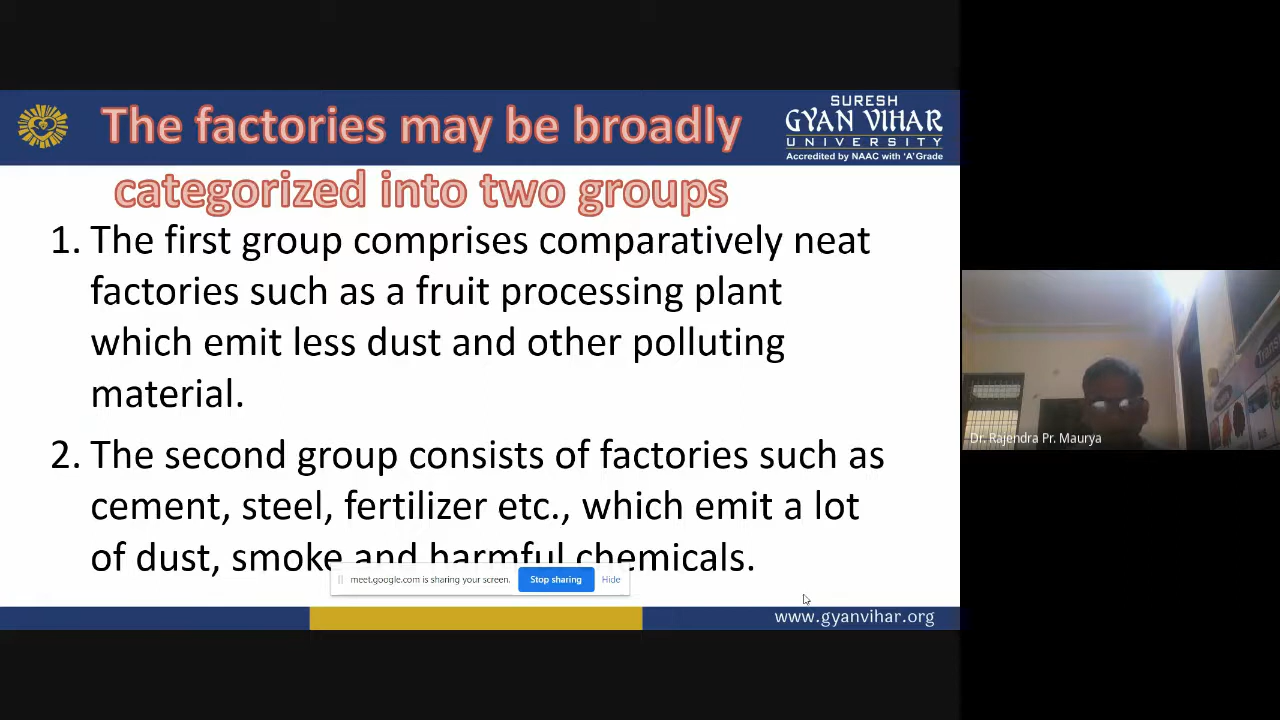 The factories may be broadly
categorized into two groups
SURESH
GYAN VIHAR
UNIVERSITY
Accredited by NAAC with 'A' Grade
1. The first group comprises comparatively neat
factories such as a fruit processing plant
which emit less dust and other polluting
material.
2. The second group consists of factories such as
cement, steel, fertilizer etc., which emit a lot
of dust, smoke and harmful chemicals.
meet.google.com is sharing your screen.
Stop sharing
Hide
www.gyanvihar.org
Dr. Rajendra Pr. Maurya